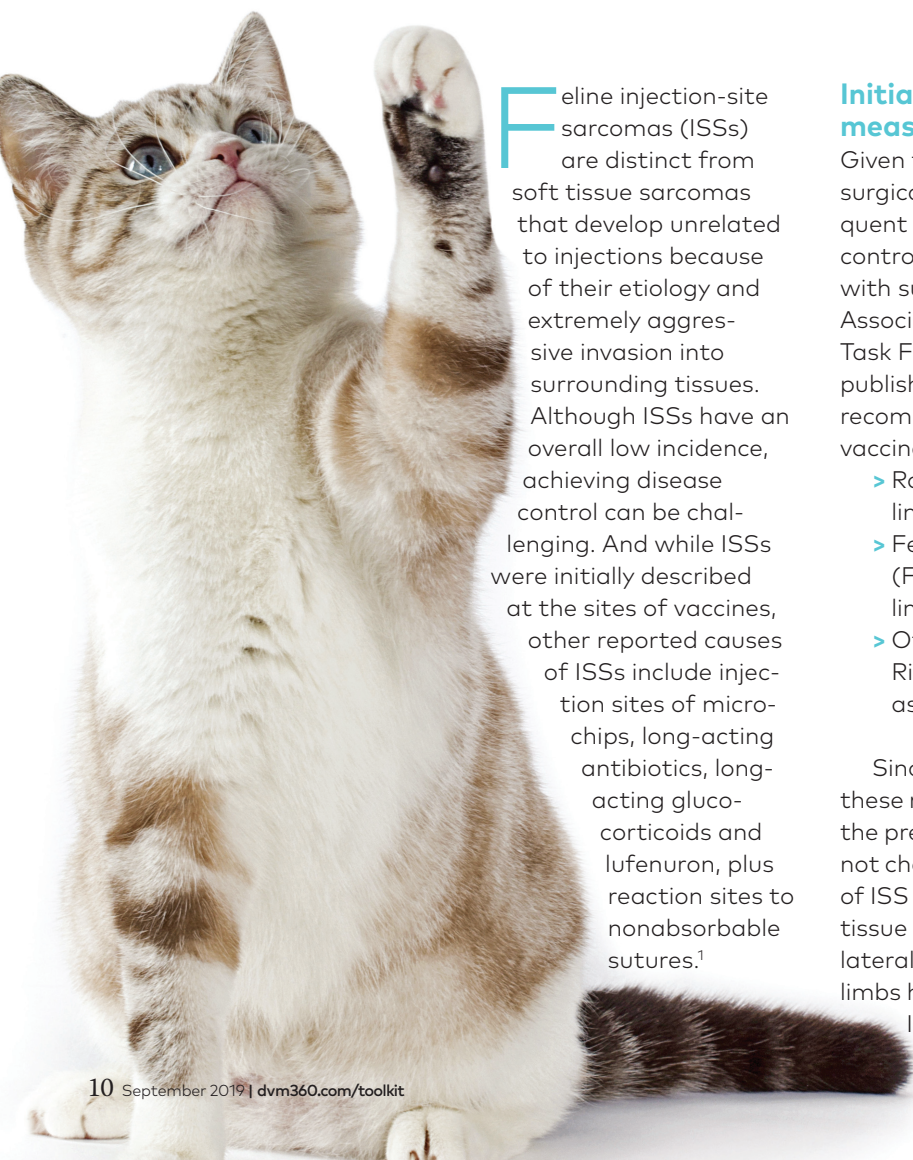 Feline injection-site
sarcomas (ISSs)
are distinct from
soft tissue sarcomas
that develop unrelated
to injections because
of their etiology and
extremely aggres-
sive invasion into
surrounding tissues.
Although ISSs have an
overall low incidence,
achieving disease
control can be chal-
lenging. And while ISSs
were initially described
at the sites of vaccines,
other reported causes
of ISSs include injec-
tion sites of micro-
chips, long-acting
antibiotics, long-
acting gluco-
corticoids and
lufenuron, plus
reaction sites to
nonabsorbable
sutures.¹
Initia
meas
Given
surgica
quent
contro
with su
Associ
Task F
publish
recom
vaccin
> Ra
lin
> Fe
(F
lin
> Ot
Ri
as
Sinc
these
the pre
not cha
of ISS
tissue
lateral
limbs
10 September 2019 | dvm360.com/toolkit